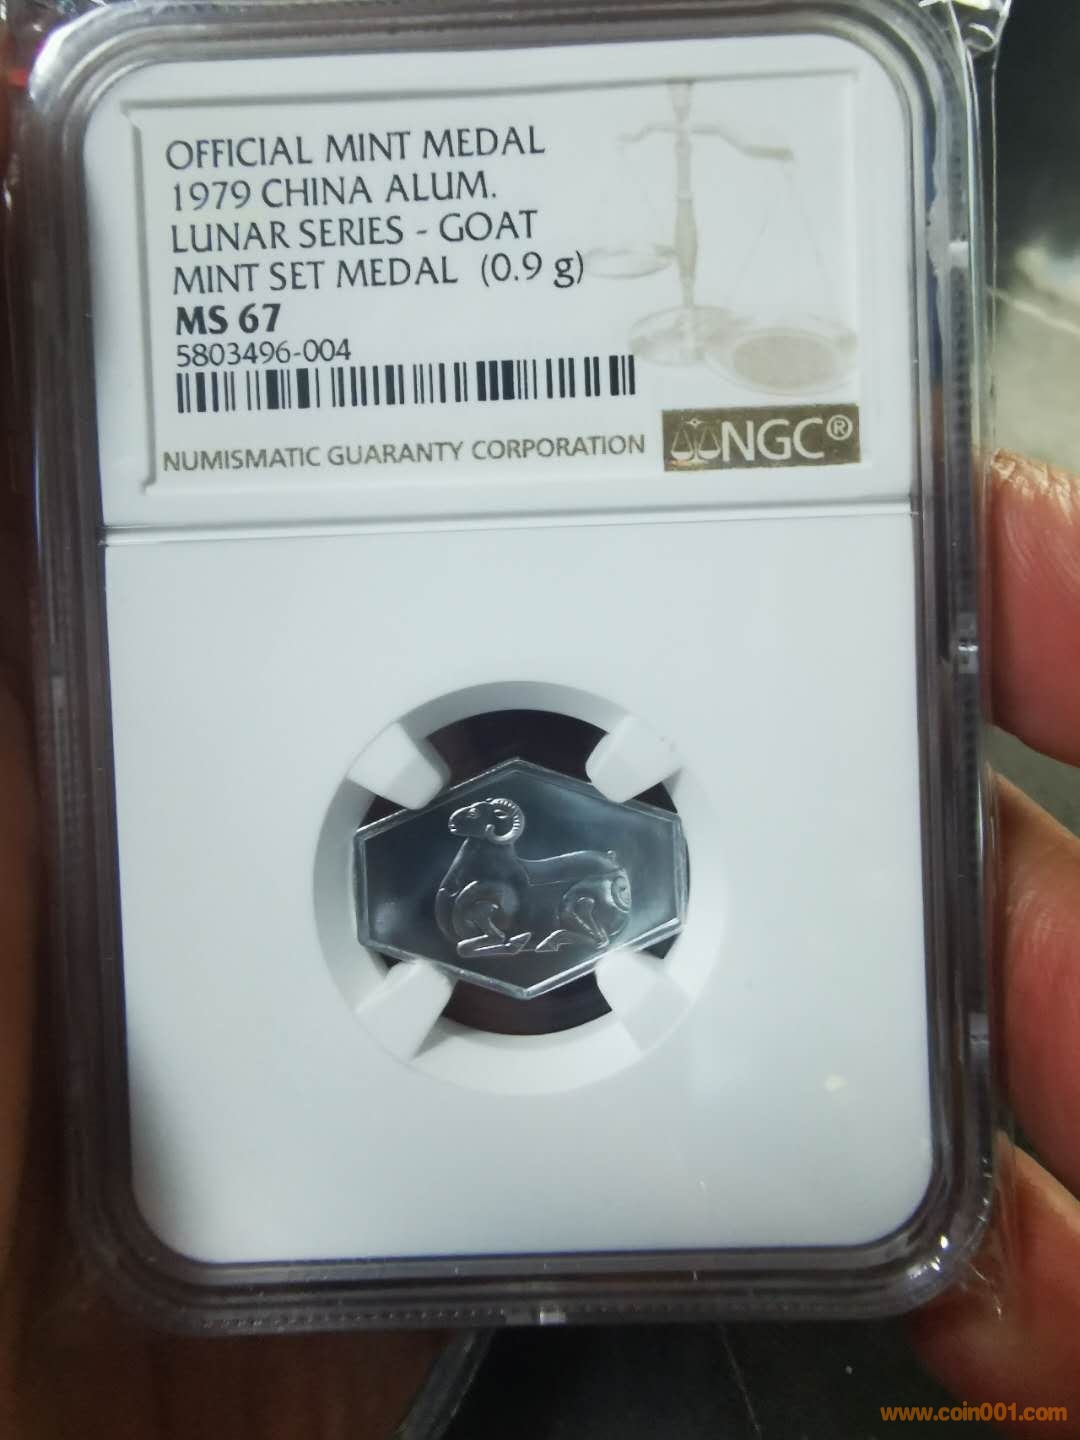 OFFICIAL MINT MEDAL
1979 CHINA ALUM.
LUNAR SERIES - GOAT
MINT SET MEDAL (0.9 g)
MS 67
5803496-004
NUMISMATIC GUARANTY CORPORATION
NGC®
www.coin001.com